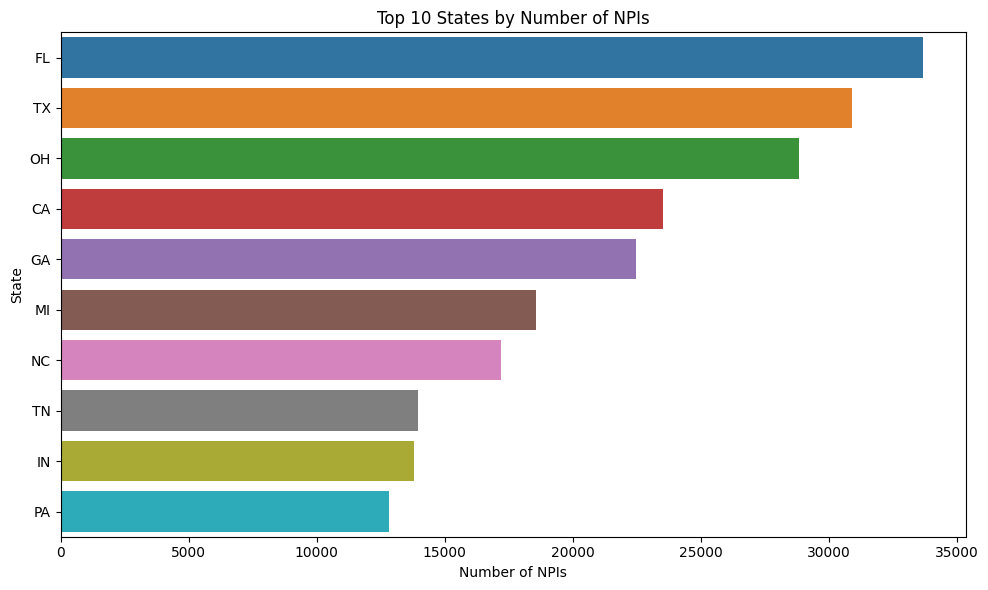 Top 10 States by Number of NPIs
FL
TX
OH
CA
GA
MI
NC
TN
IN
PA
State
0 5000 10000 15000 20000 25000 30000 35000
Number of NPIs